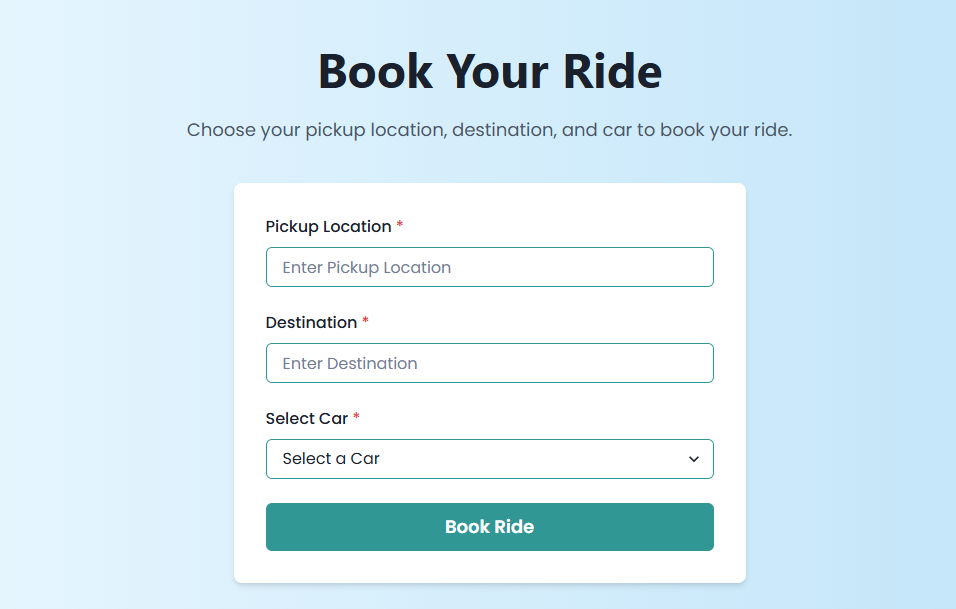 Book Your Ride
Choose your pickup location, destination, and car to book your ride.
Pickup Location *
Enter Pickup Location
Destination *
Enter Destination
Select Car *
Select a Car
Book Ride